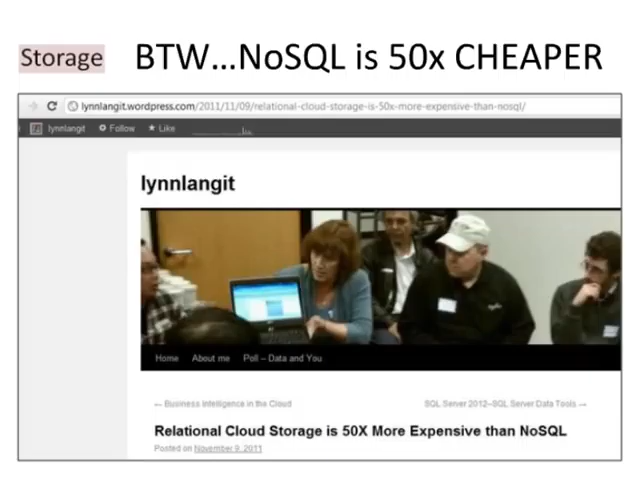 Storage BTW...NoSQL is 50x CHEAPER
lynnlangit.wordpress.com/2011/11/09/relational-cloud-storage-is-50x-more-expensive-than-nosql/
lynnlangit Follow Like
lynnlangit
Home About me Poll – Data and You
← Business Intelligence in the Cloud SQL Server 2012–SQL Server Data Tools →
Relational Cloud Storage is 50X More Expensive than NoSQL
Posted on November 9, 2011